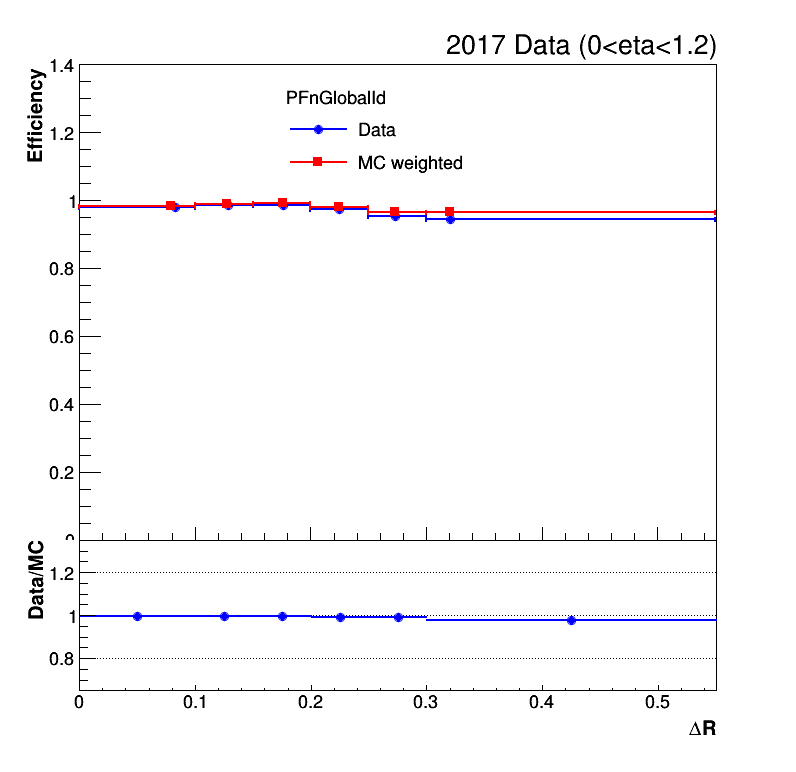 2017 Data (0<eta<1.2)
Efficiency
1.4
1.2
1
0.8
0.6
0.4
0.2
0
PFnGlobalId
Data
MC weighted
Data/MC
1.2
1
0.8
0 0.1 0.2 0.3 0.4 0.5
ΔR